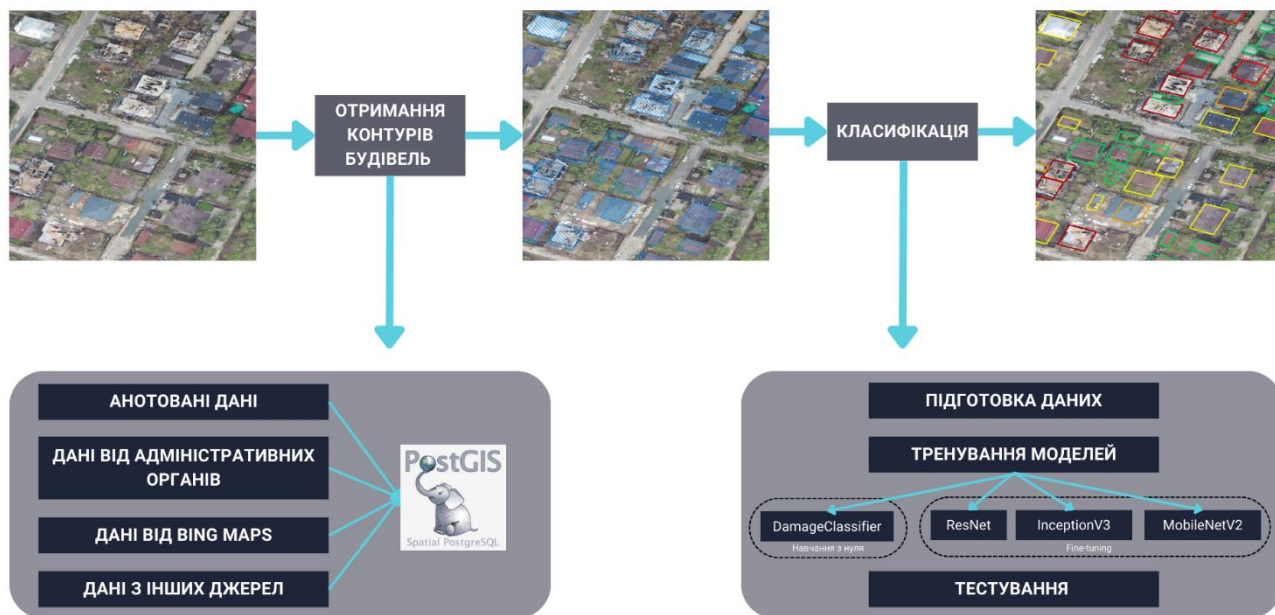 ОТРИМАННЯ
КОНТУРІВ
БУДІВЕЛЬ
КЛАСИФІКАЦІЯ
АНОТОВАНІ ДАНІ
ДАНІ ВІД АДМІНІСТРАТИВНИХ
ОРГАНІВ
ДАНІ ВІД BING MAPS
ДАНІ З ІНШИХ ДЖЕРЕЛ
PostGIS
Spatial PostgreSQL
ПІДГОТОВКА ДАНИХ
ТРЕНУВАННЯ МОДЕЛЕЙ
DamageClassifier
Навчання з нуля
ResNet
InceptionV3
MobileNetV2
Fine-tuning
ТЕСТУВАННЯ